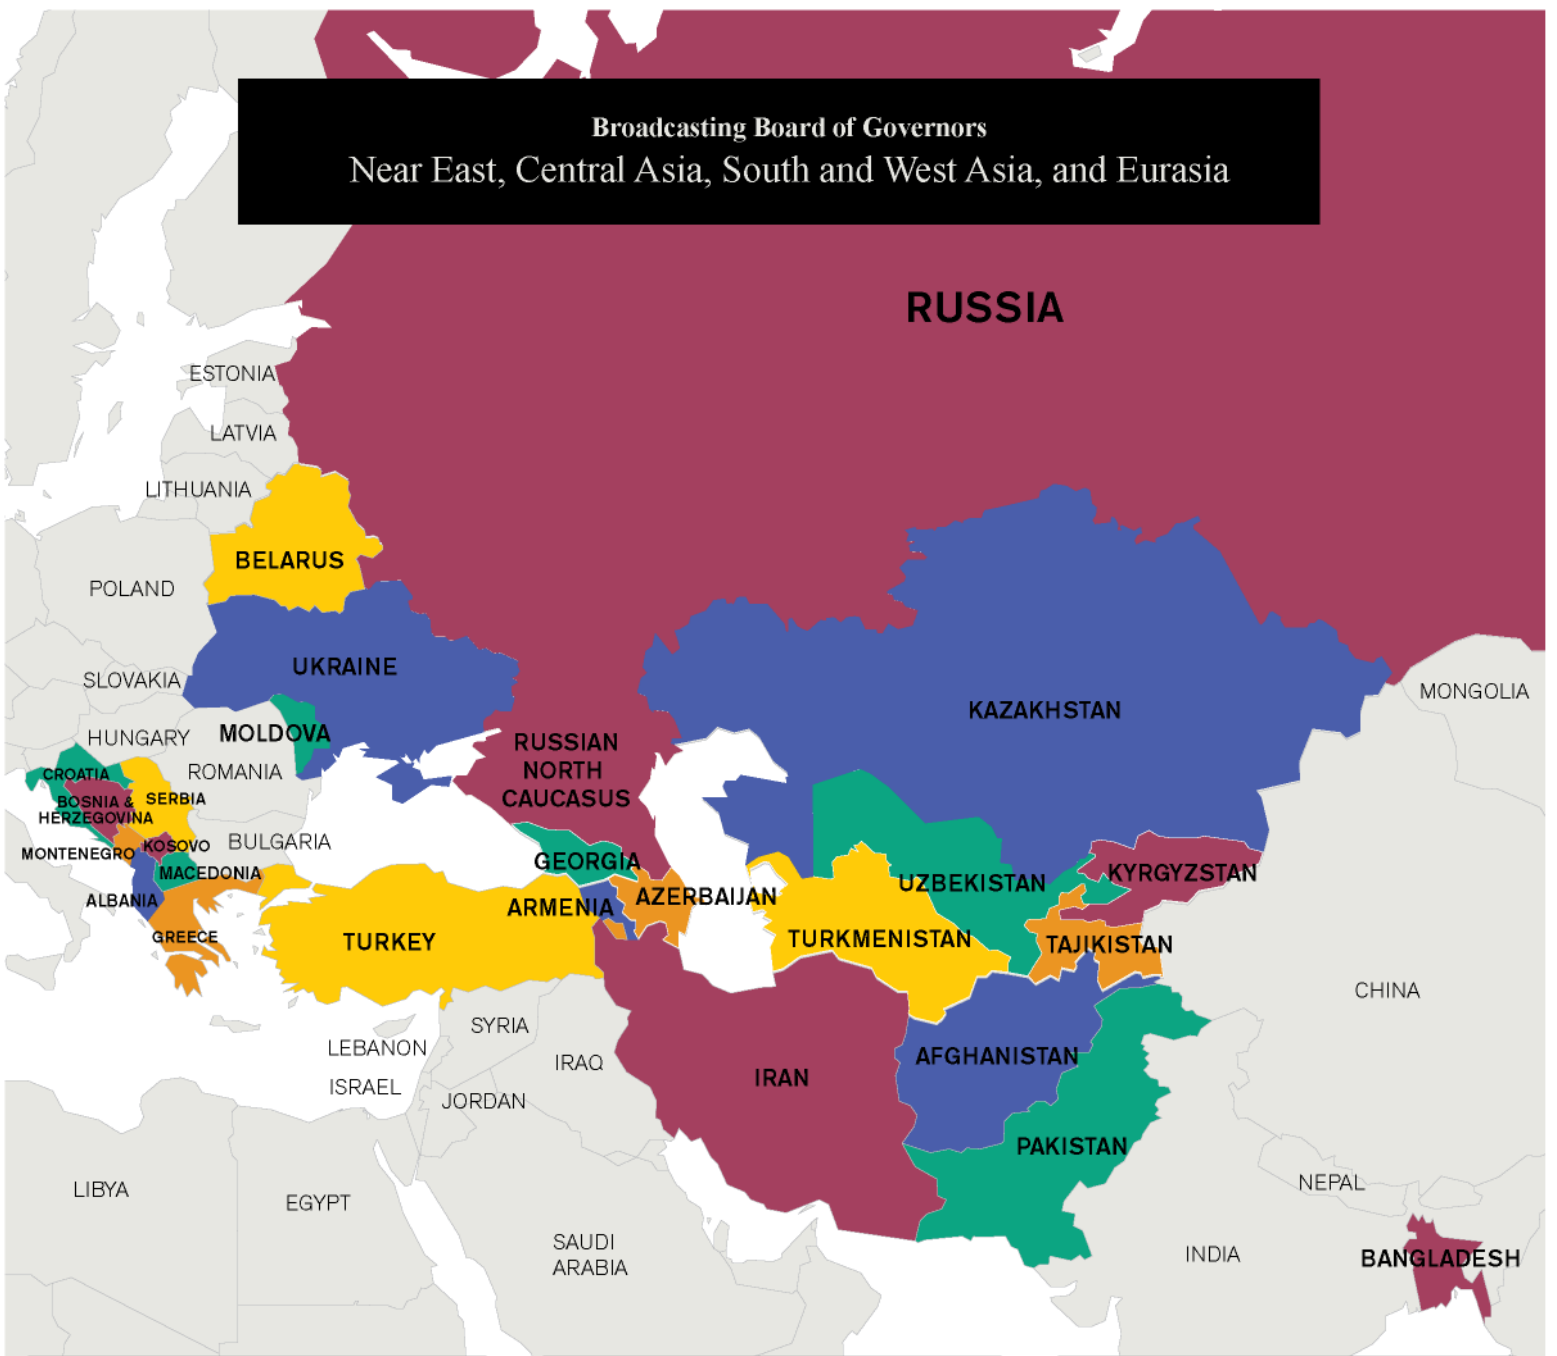 Broadcasting Board of Governors
Near East, Central Asia, South and West Asia, and Eurasia
RUSSIA
ESTONIA
LATVIA
LITHUANIA
BELARUS
POLAND
UKRAINE
SLOVAKIA
MONGOLIA
KAZAKHSTAN
MOLDOVA
HUNGARY
RUSSIAN
NORTH
CAUCASUS
ROMANIA
CROATIA
SERBIA
BOSNIA &
HERZEGOVINA
BULGARIA
KOSOVO
MONTENEGRO
GEORGIA
MACEDONIA
KYRGYZSTAN
UZBEKISTAN
AZERBAIJAN
ALBANIA
ARMENIA
GREECE
TURKEY
TURKMENISTAN
TAJIKISTAN
CHINA
SYRIA
LEBANON
IRAQ
AFGHANISTAN
IRAN
ISRAEL
JORDAN
PAKISTAN
NEPAL
LIBYA
EGYPT
SAUDI
ARABIA
INDIA
BANGLADESH